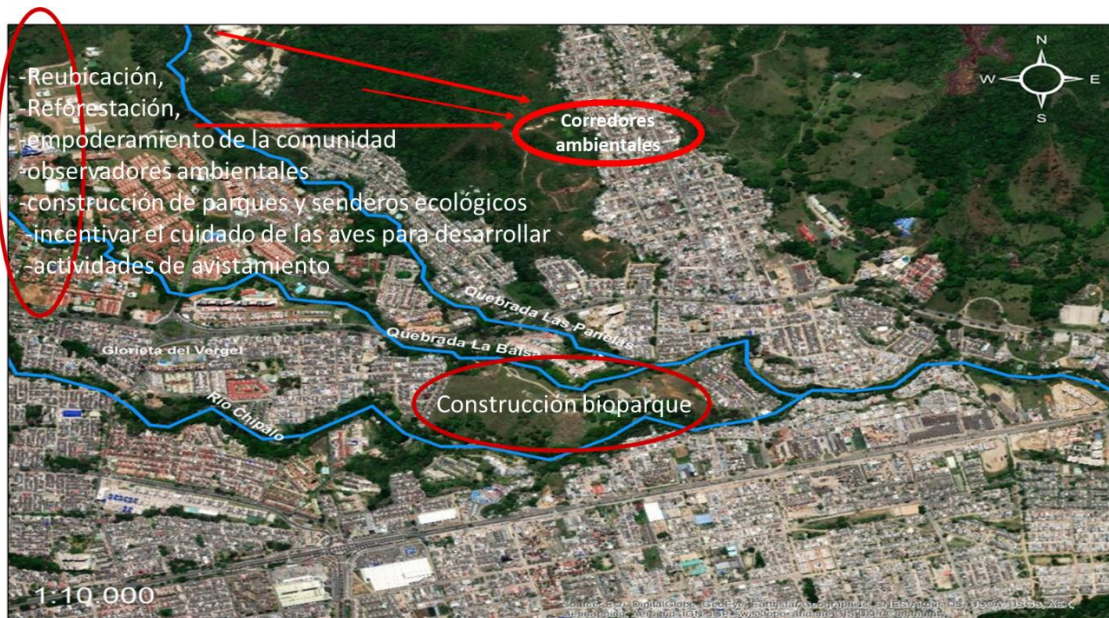 N
W E
S
-Reubicación,
-Reforestación,
-empoderamiento de la comunidad
-observadores ambientales
-construcción de parques y senderos ecológicos
-incentivar el cuidado de las aves para desarrollar
-actividades de avistamiento
Corredores
ambientales
Quebrada Las Panelas
Quebrada La Balsa
Glorieta del Vergel
Construcción bioparque
Río Chipalo
1:10.000